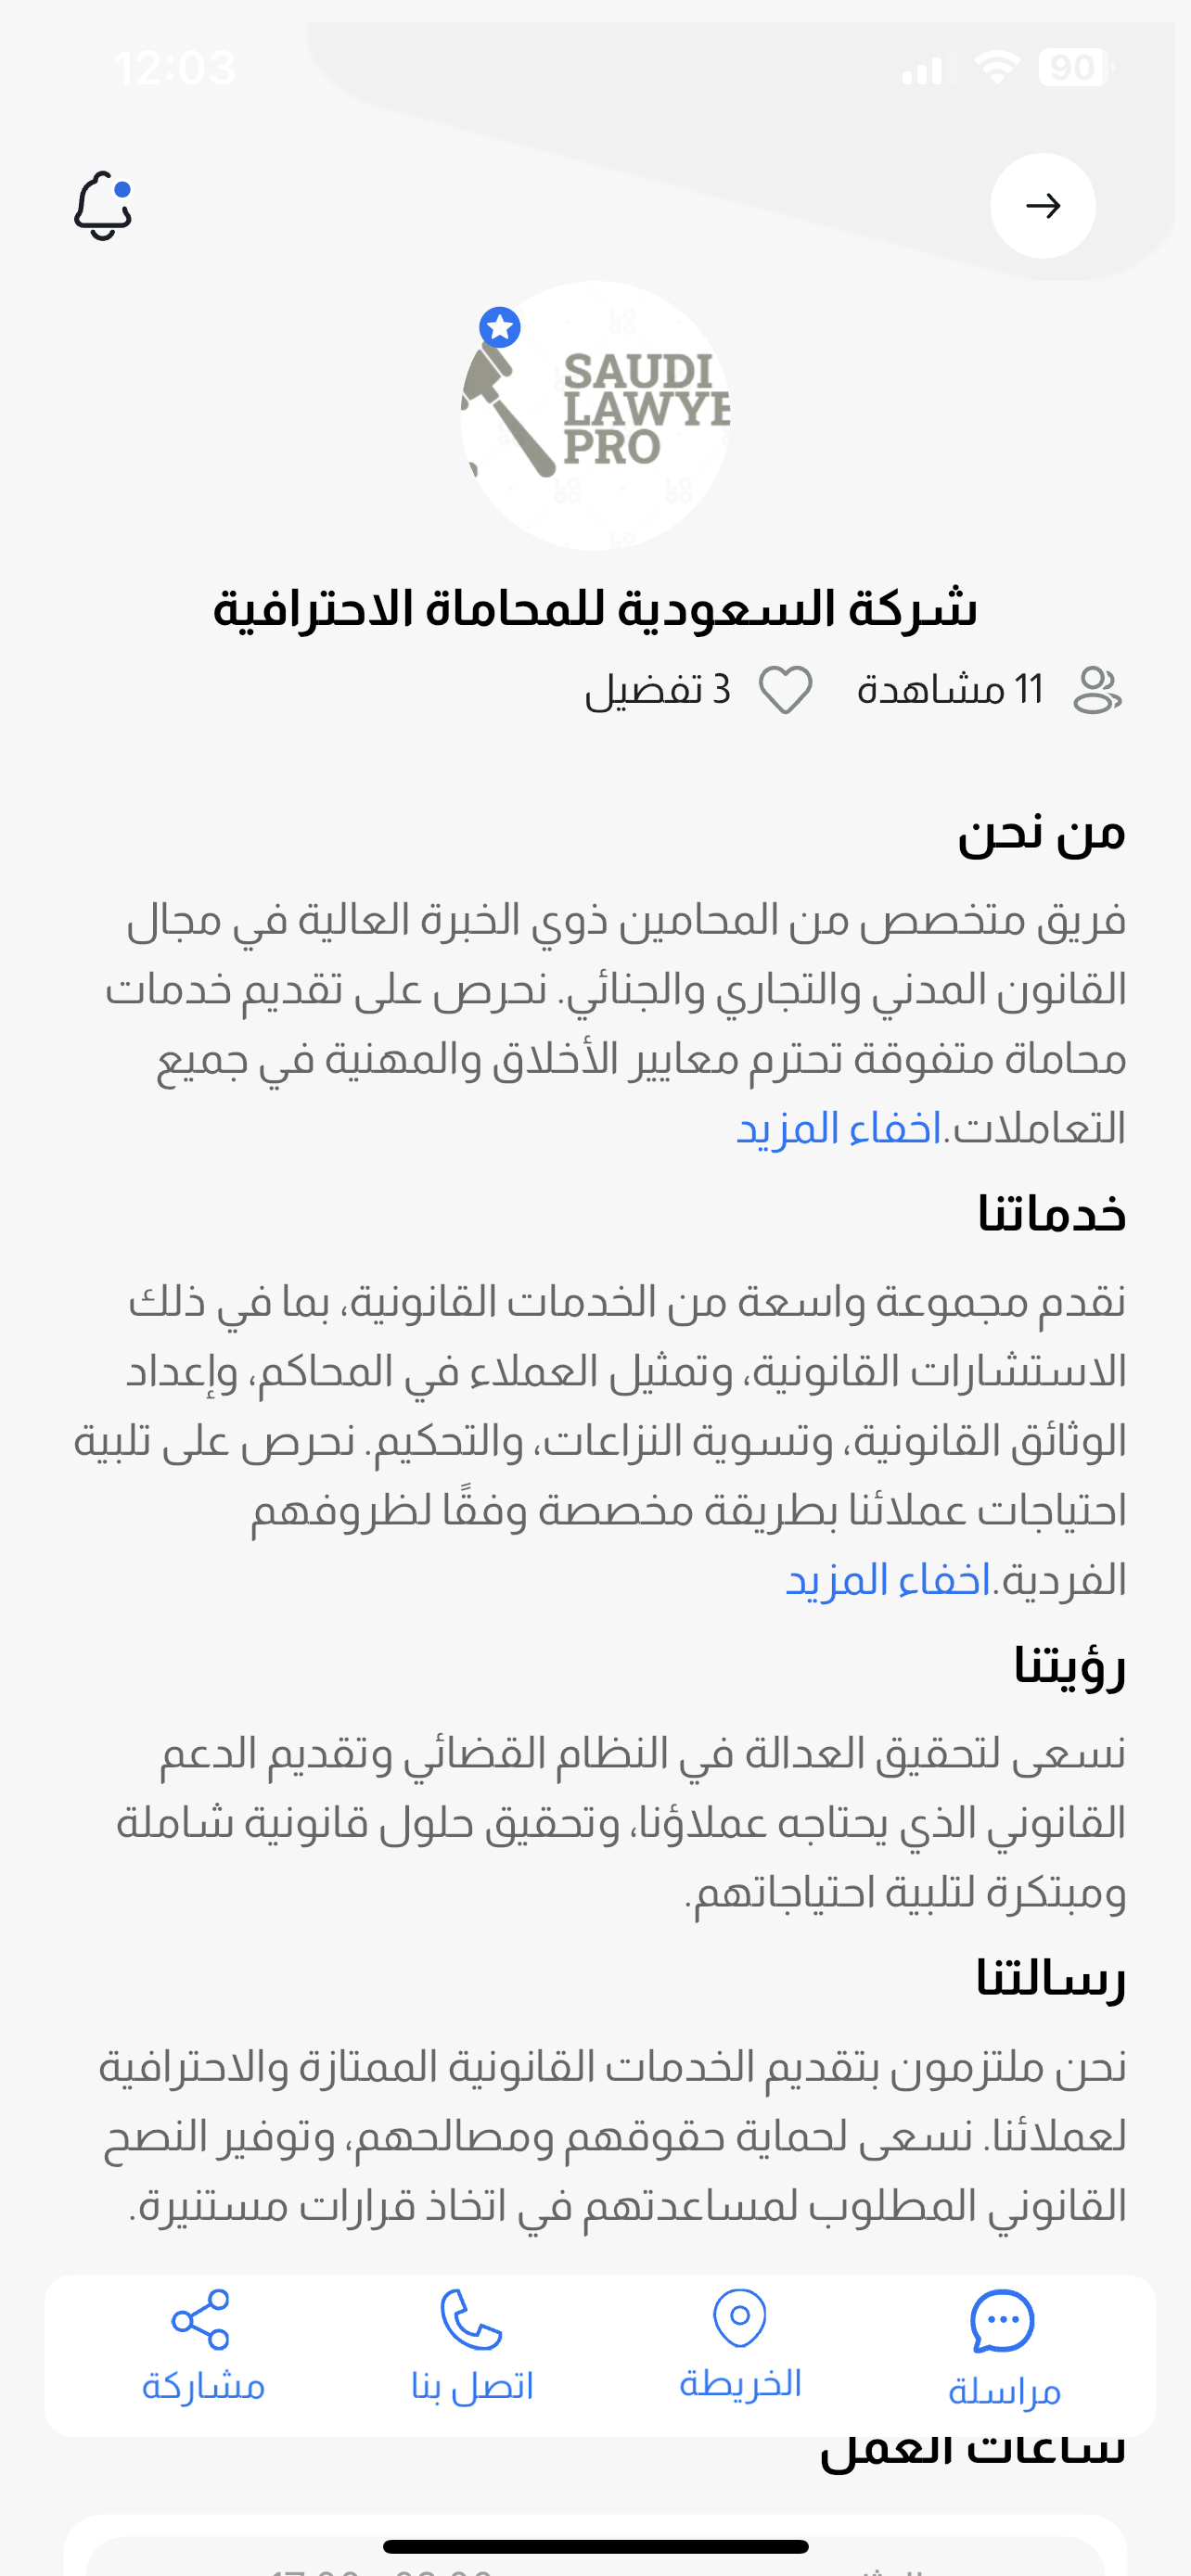 12:03
90
SAUDI
LAWYE
PRO
شركة السعودية للمحاماة الاحترافية
11 مشاهدة 3 تفضيل
من نحن
فريق متخصص من المحامين ذوي الخبرة العالية في مجال
القانون المدني والتجاري والجنائي. نحرص على تقديم خدمات
محاماة متفوقة تحترم معايير الأخلاق والمهنية في جميع
التعاملات.اخفاء المزيد
خدماتنا
نقدم مجموعة واسعة من الخدمات القانونية، بما في ذلك
الاستشارات القانونية، وتمثيل العملاء في المحاكم، وإعداد
الوثائق القانونية، وتسوية النزاعات، والتحكيم. نحرص على تلبية
احتياجات عملائنا بطريقة مخصصة وفقًا لظروفهم
الفردية.اخفاء المزيد
رؤيتنا
نسعى لتحقيق العدالة في النظام القضائي وتقديم الدعم
القانوني الذي يحتاجه عملاؤنا، وتحقيق حلول قانونية شاملة
ومبتكرة لتلبية احتياجاتهم.
رسالتنا
نحن ملتزمون بتقديم الخدمات القانونية الممتازة والاحترافية
لعملائنا. نسعى لحماية حقوقهم ومصالحهم، وتوفير النصح
القانوني المطلوب لمساعدتهم في اتخاذ قرارات مستنيرة.
مراسلة الخريطة اتصل بنا مشاركة
ساعات العمل